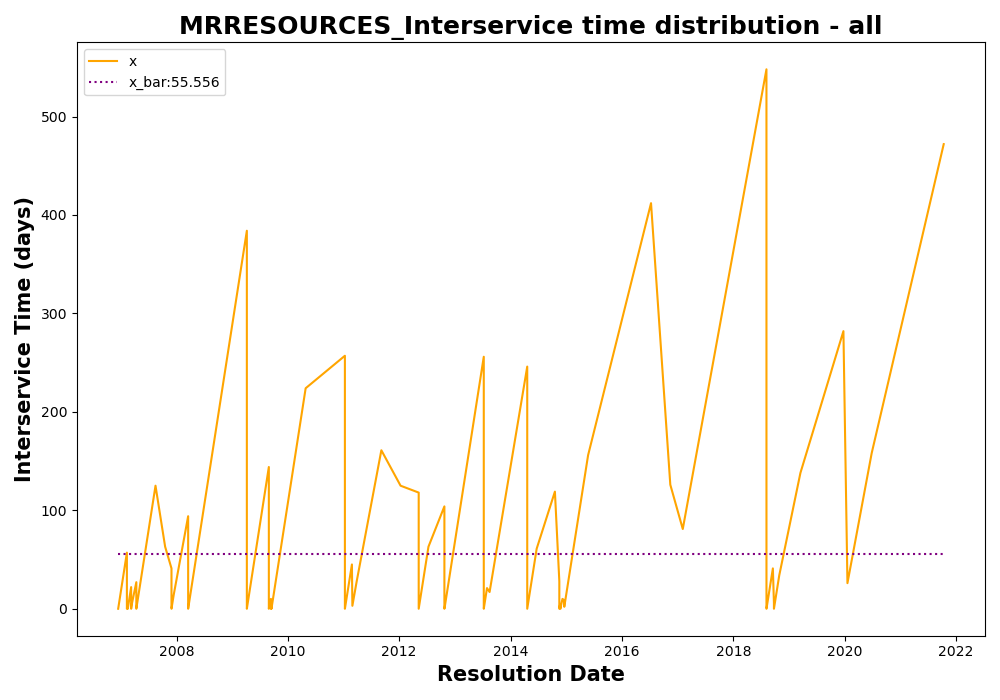 MRRESOURCES_Interservice time distribution - all
x
x_bar:55.556
Interservice Time (days)
500
400
300
200
100
0
2008 2010 2012 2014 2016 2018 2020 2022
Resolution Date